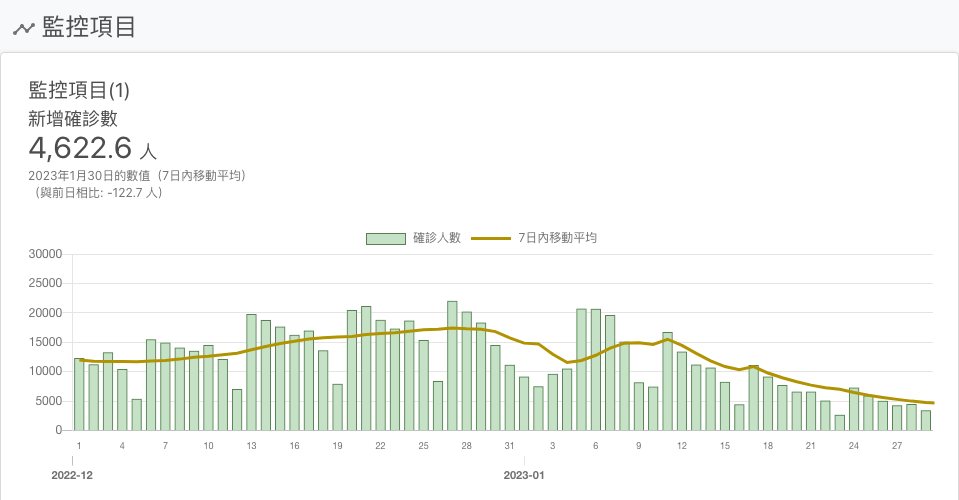 監控項目
監控項目(1)
新增確診數
4,622.6 人
2023年1月30日的數值（7日內移動平均）
（與前日相比: -122.7 人）
確診人數 7日內移動平均
30000
25000
20000
15000
10000
5000
0
1 4 7 10 13 16 19 22 25 28 31 3 6 9 12 15 18 21 24 27
2022-12 2023-01